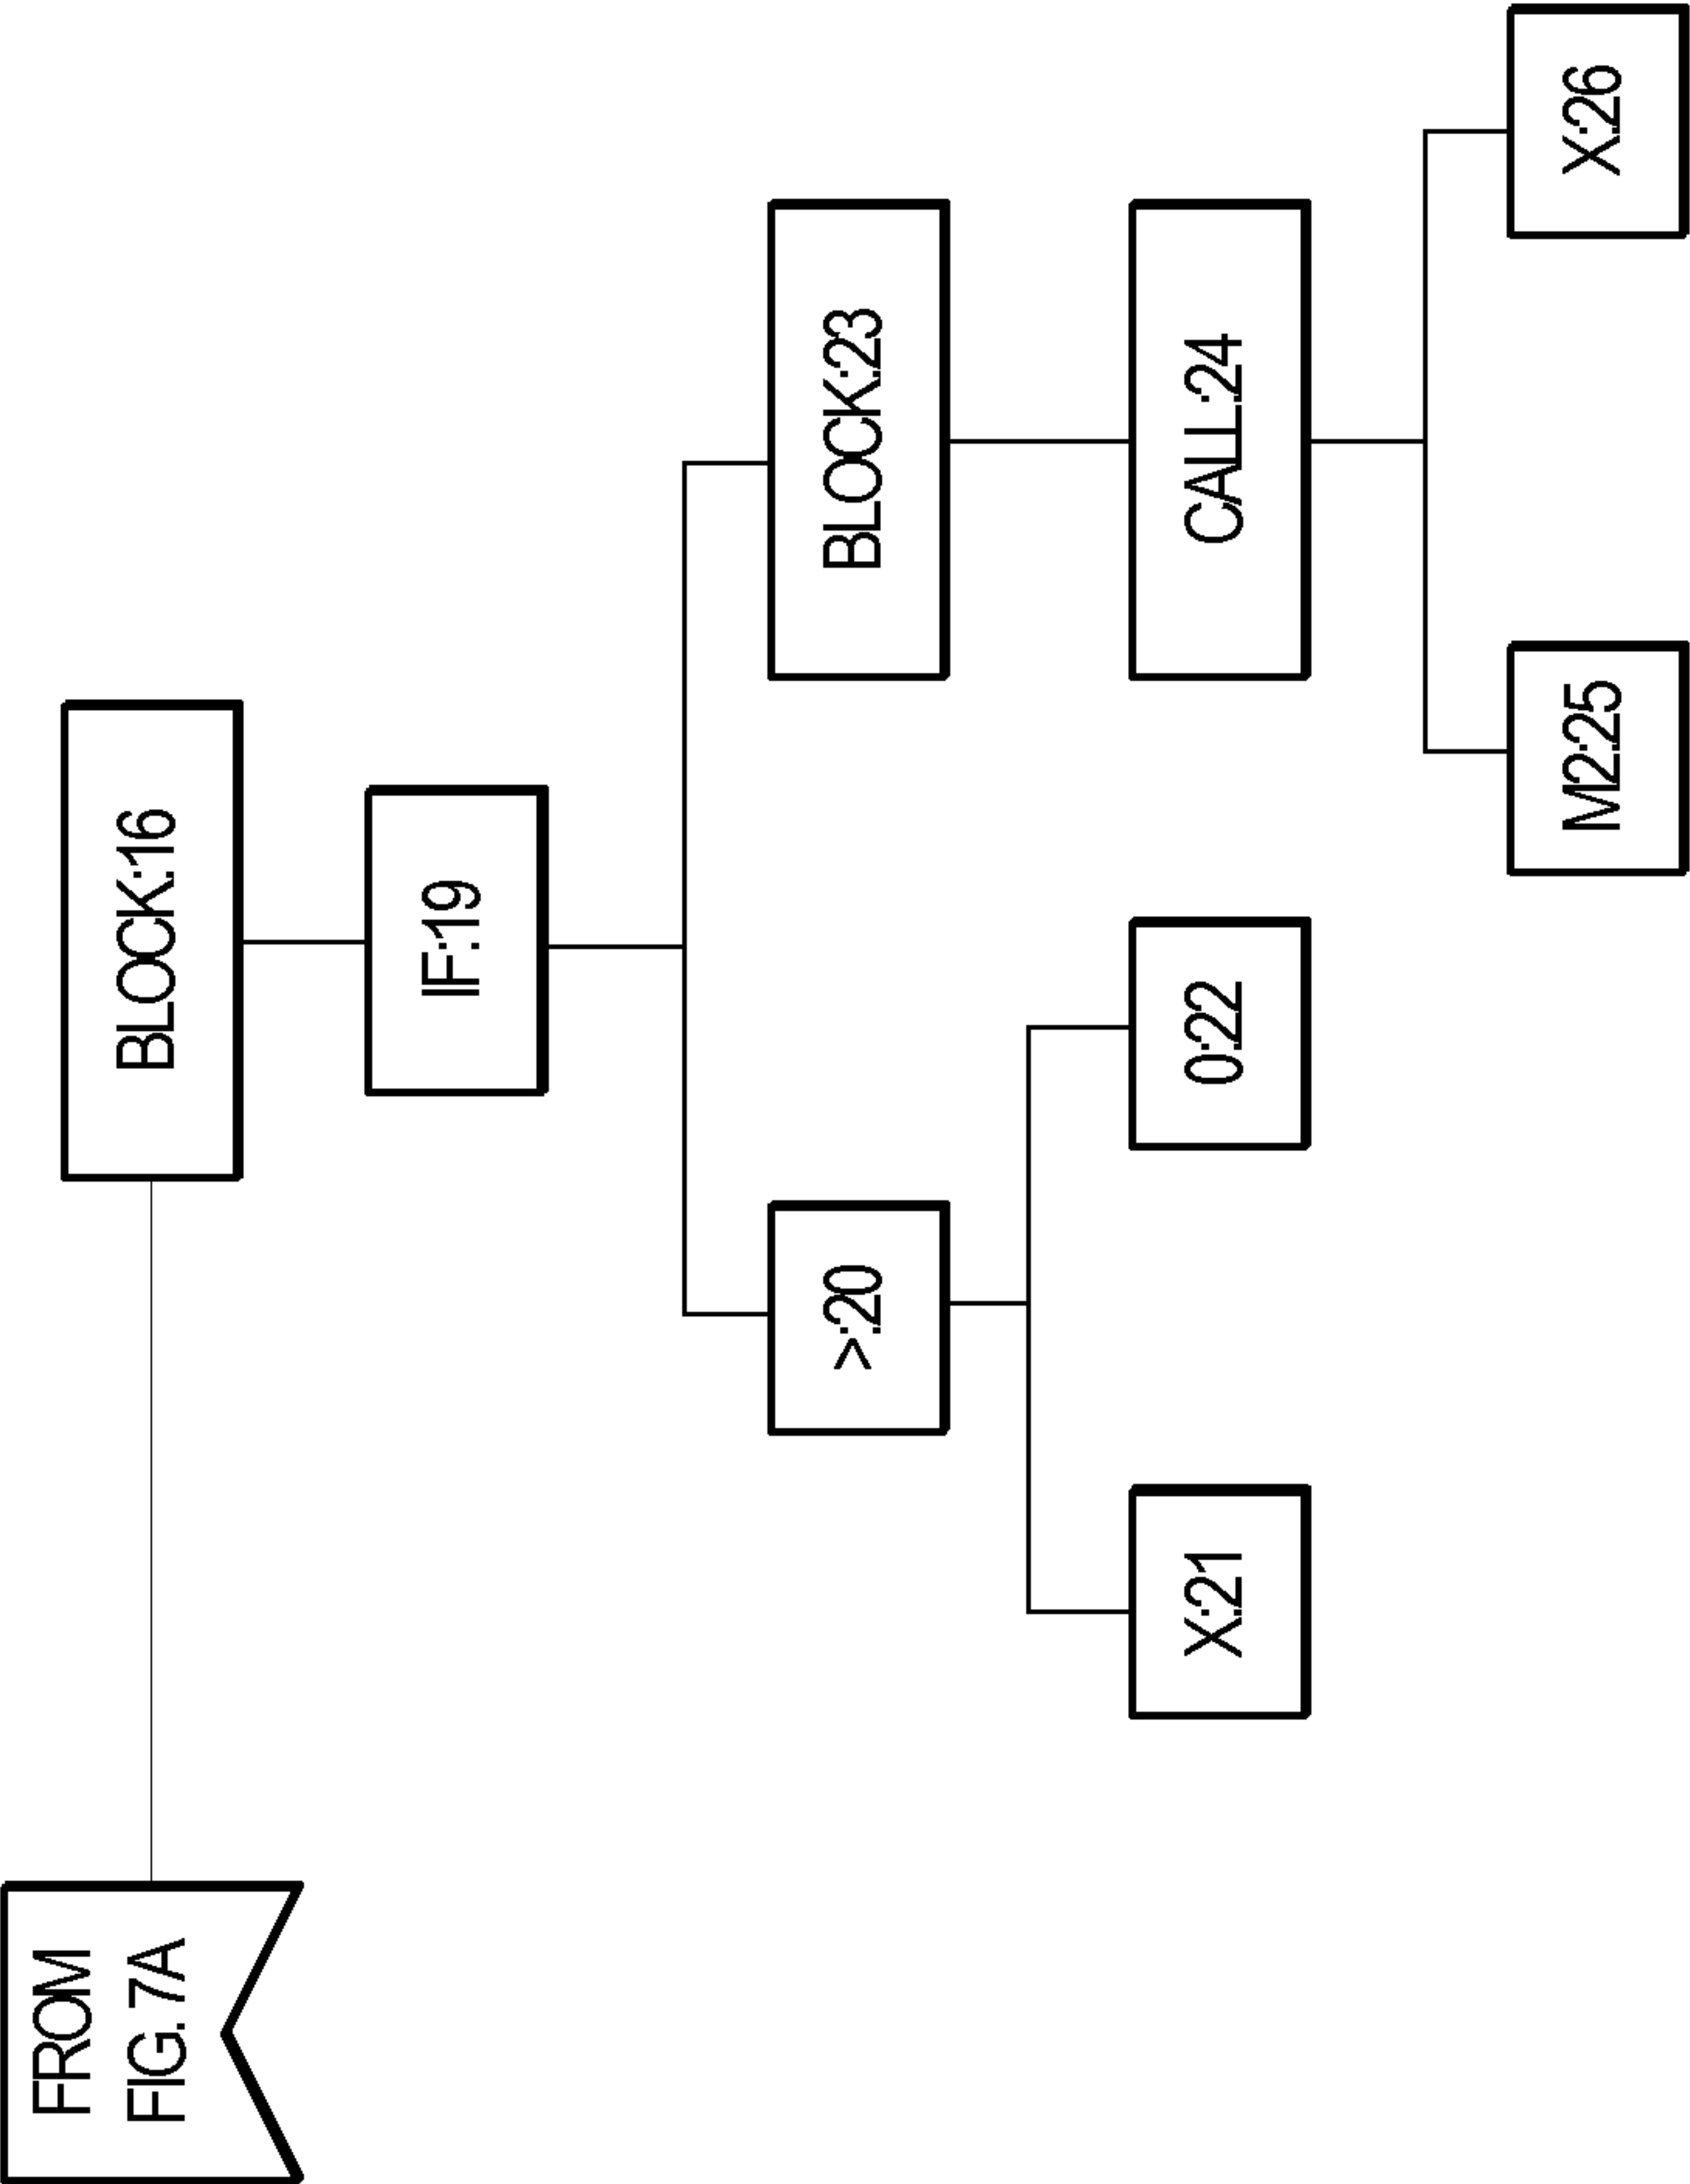 FROM
FIG. 7A
BLOCK:16
IF:19
>:20
BLOCK:23
X:21
0:22
CALL:24
M2:25
X:26